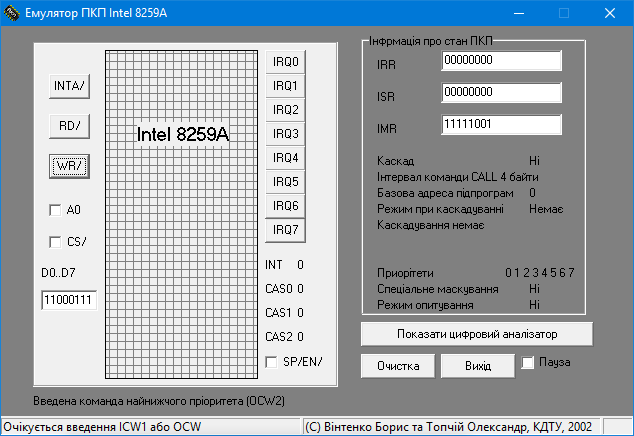 Емулятор ПКП Intel 8259A
INTA/
RD/
WR/
A0
CS/
D0..D7
11000111
Intel 8259A
IRQ0
IRQ1
IRQ2
IRQ3
IRQ4
IRQ5
IRQ6
IRQ7
INT 0
CAS0 0
CAS1 0
CAS2 0
SP/EN/
Інфрмація про стан ПКП
IRR 00000000
ISR 00000000
IMR 11111001
Каскад Ні
Інтервал команди CALL 4 байти
Базова адреса підпрограм 0
Режим при каскадуванні Немає
Каскадування немає
Приорітети 0 1 2 3 4 5 6 7
Спеціальне маскування Ні
Режим опитування Ні
Показати цифровий аналізатор
Очистка
Вихід
Пауза
Введена команда найнижчого пріоритета (OCW2)
Очікується введення ICW1 або OCW
(C) Вінтенко Борис та Топчій Олександр, КДТУ, 2002